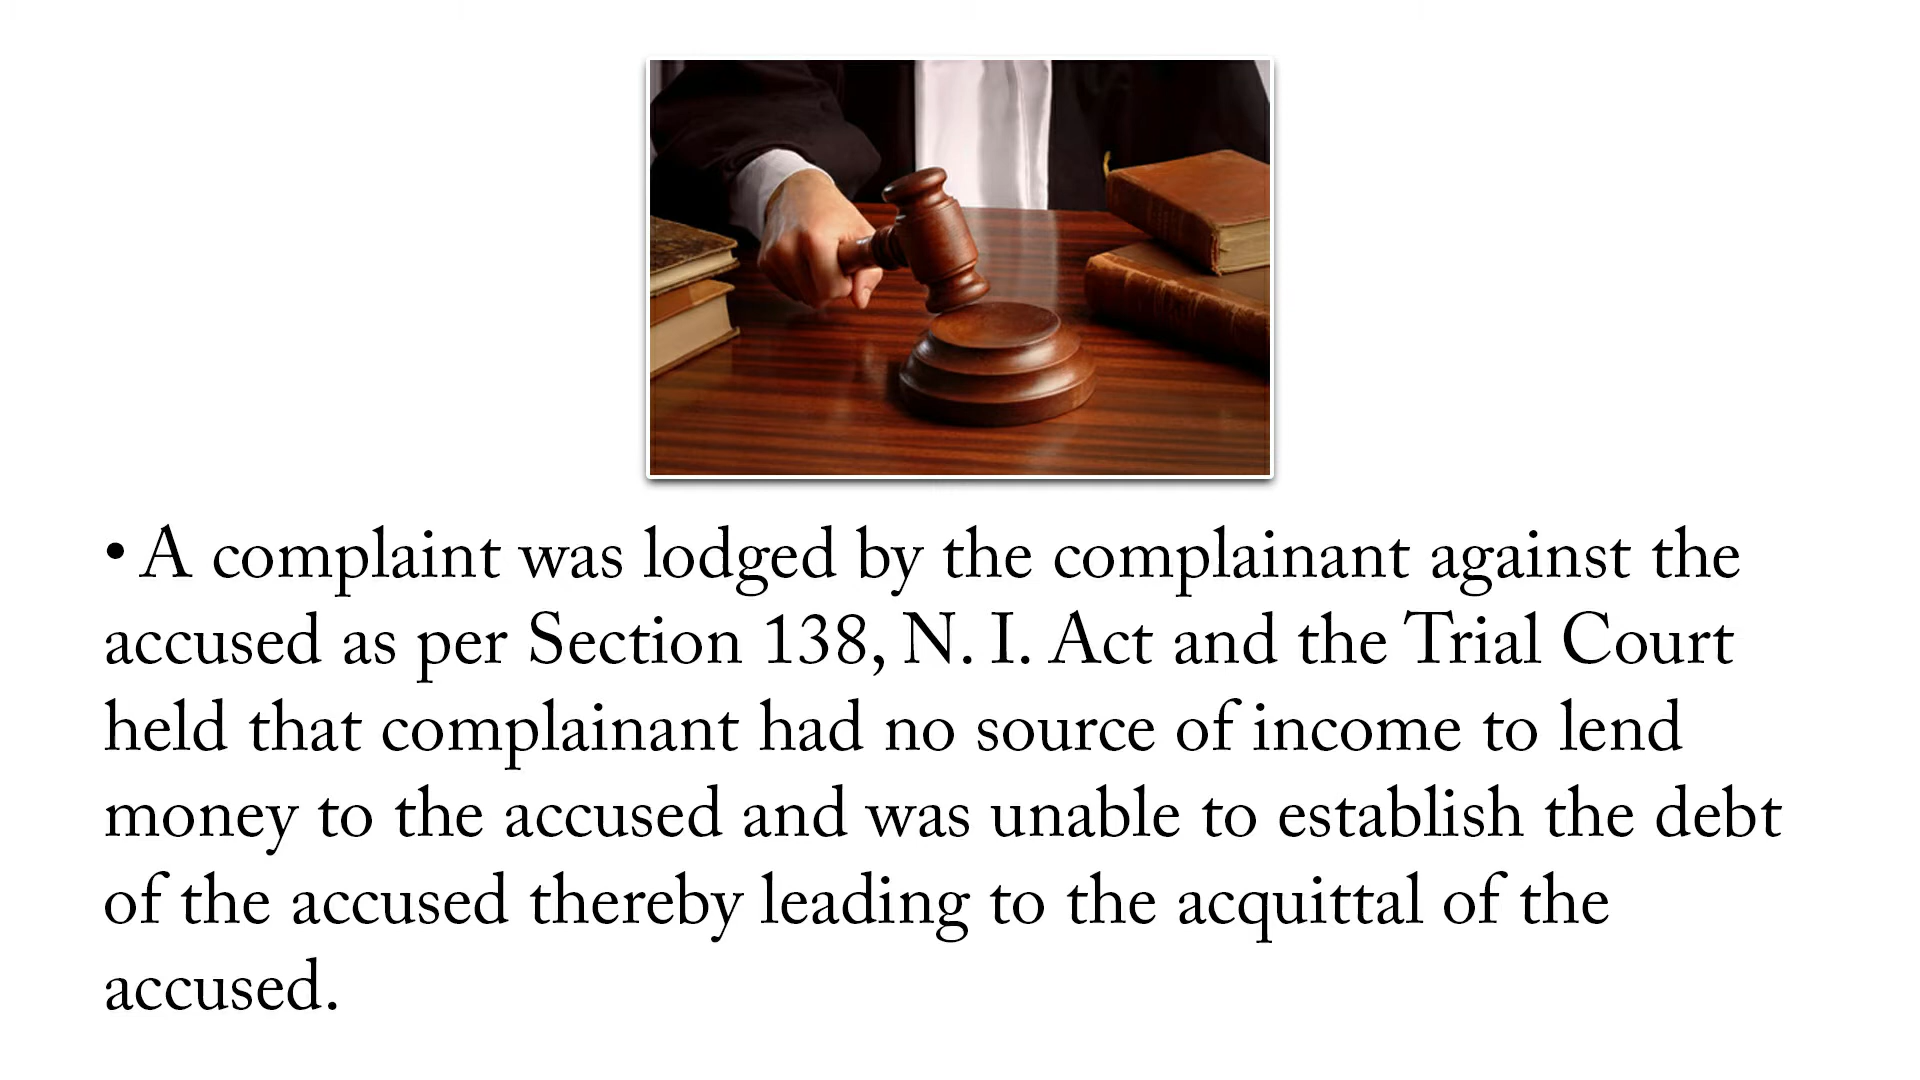 • A complaint was lodged by the complainant against the
accused as per Section 138, N. I. Act and the Trial Court
held that complainant had no source of income to lend
money to the accused and was unable to establish the debt
of the accused thereby leading to the acquittal of the
accused.